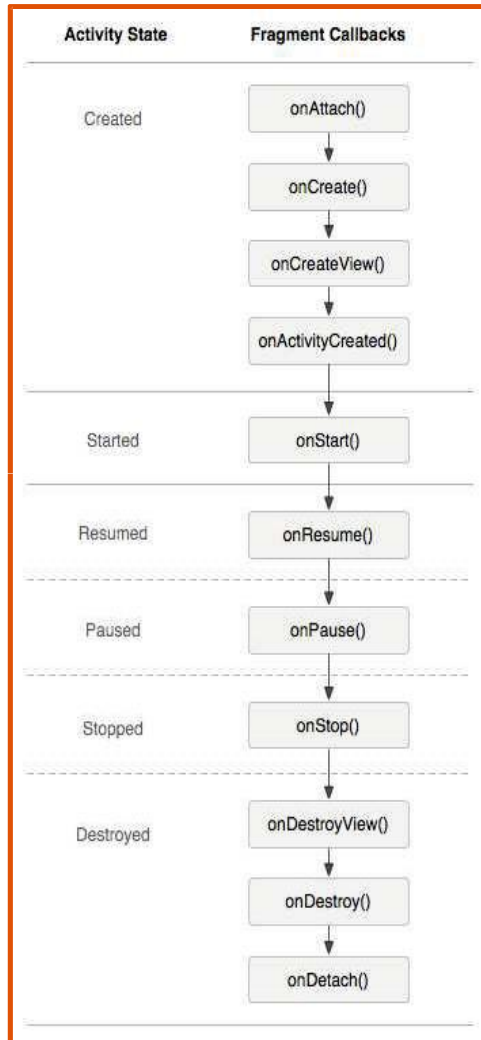 Activity State Fragment Callbacks
Created
onAttach()
onCreate()
onCreateView()
onActivityCreated()
Started
onStart()
Resumed
onResume()
Paused
onPause()
Stopped
onStop()
Destroyed
onDestroyView()
onDestroy()
onDetach()